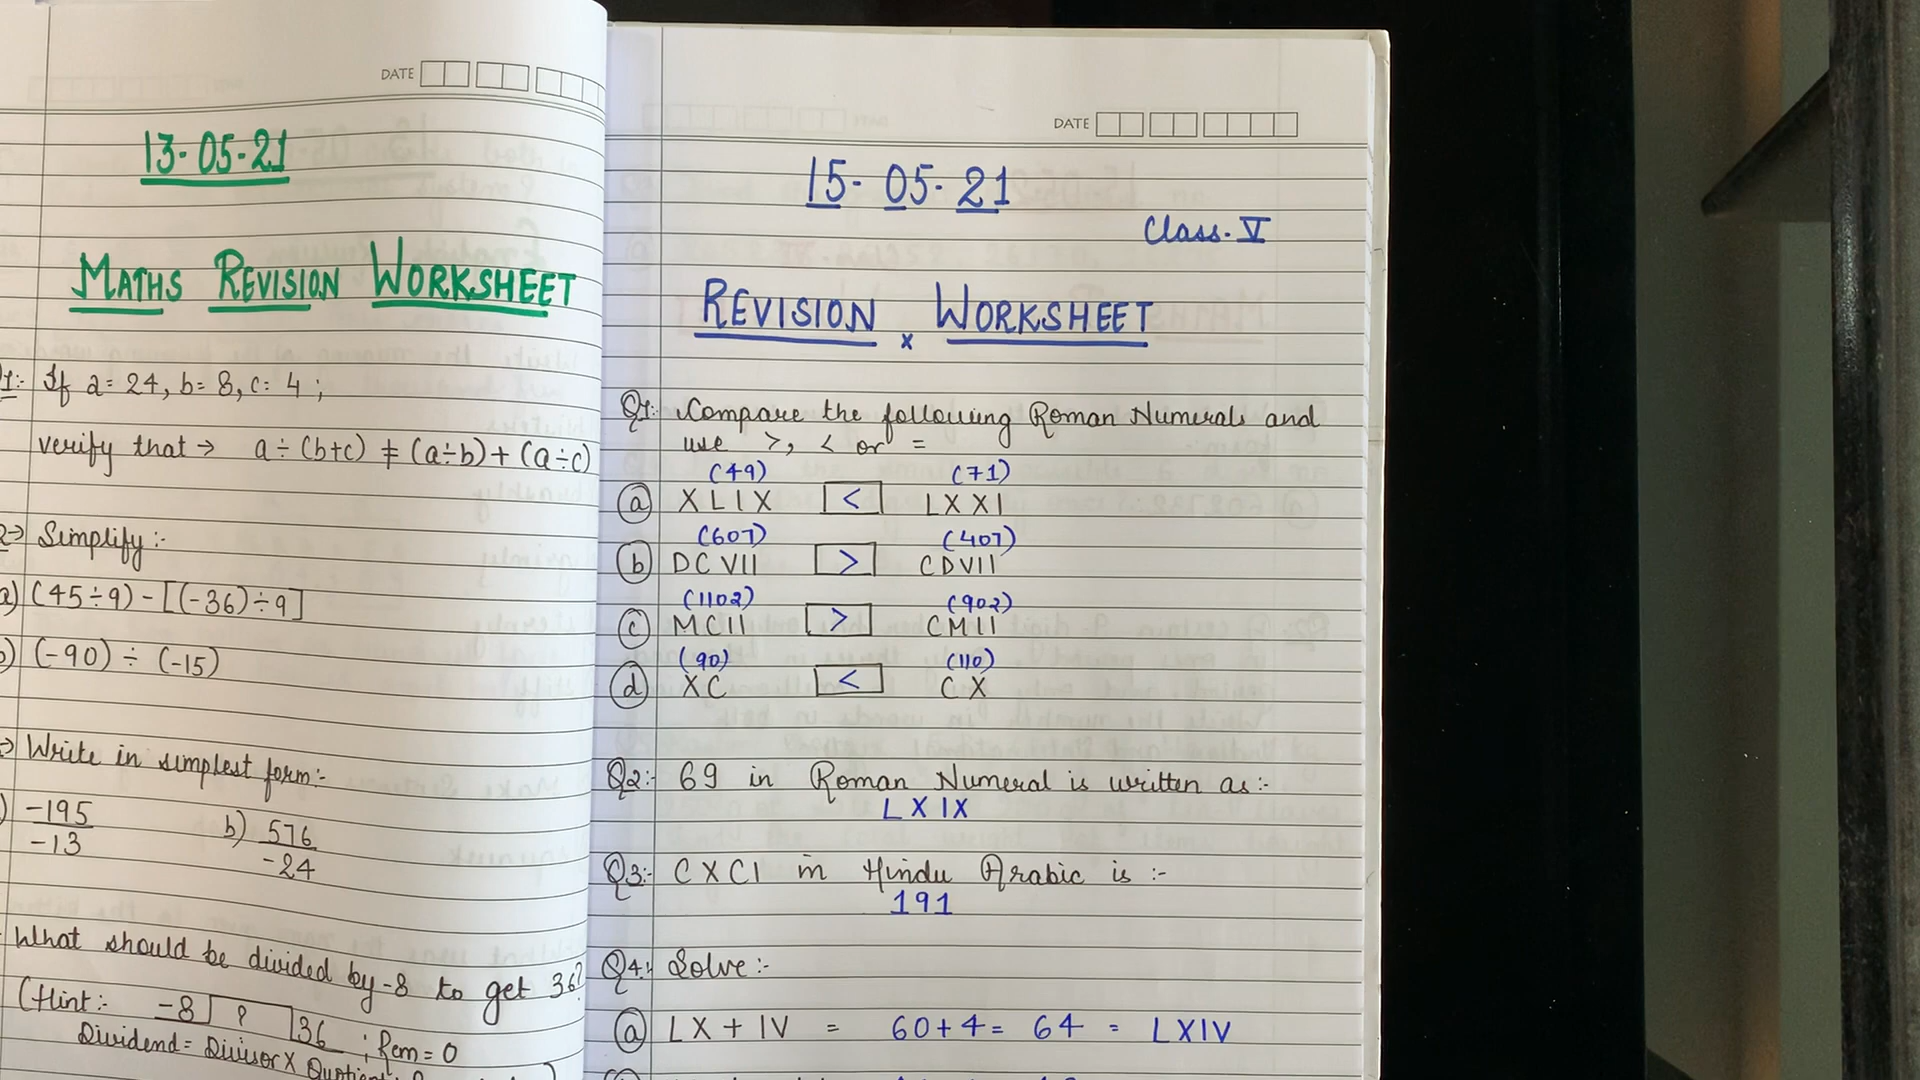 DATE
13-05-21
MATHS REVISION WORKSHEET
1:- If a = 24, b = 8, c = 4 ;
verify that → a ÷ (b+c) ≠ (a÷b) + (a÷c)
2→ Simplify :-
a) (45÷9) - [(-36) ÷ 9]
b) (-90) ÷ (-15)
→ Write in simplest form:-
) -195/-13 b) 576/-24
What should be divided by -8 to get 36?
(Hint:- -8 ? 36 ; Rem = 0
Dividend = Divisor X
DATE
15-05-21
Class-V
REVISION WORKSHEET
Q1:- Compare the following Roman Numerals and
use >, < or =
(49) (71)
(a) XLIX < LXXI
(607) (407)
(b) DCVII > CDVII
(1102) (902)
(c) MCII > CMII
(90) (110)
(d) XC < CX
Q2:- 69 in Roman Numeral is written as:-
LXIX
Q3:- CXCI in Hindu Arabic is :-
191
Q4:- Solve:-
(a) LX + IV = 60+4 = 64 = LXIV